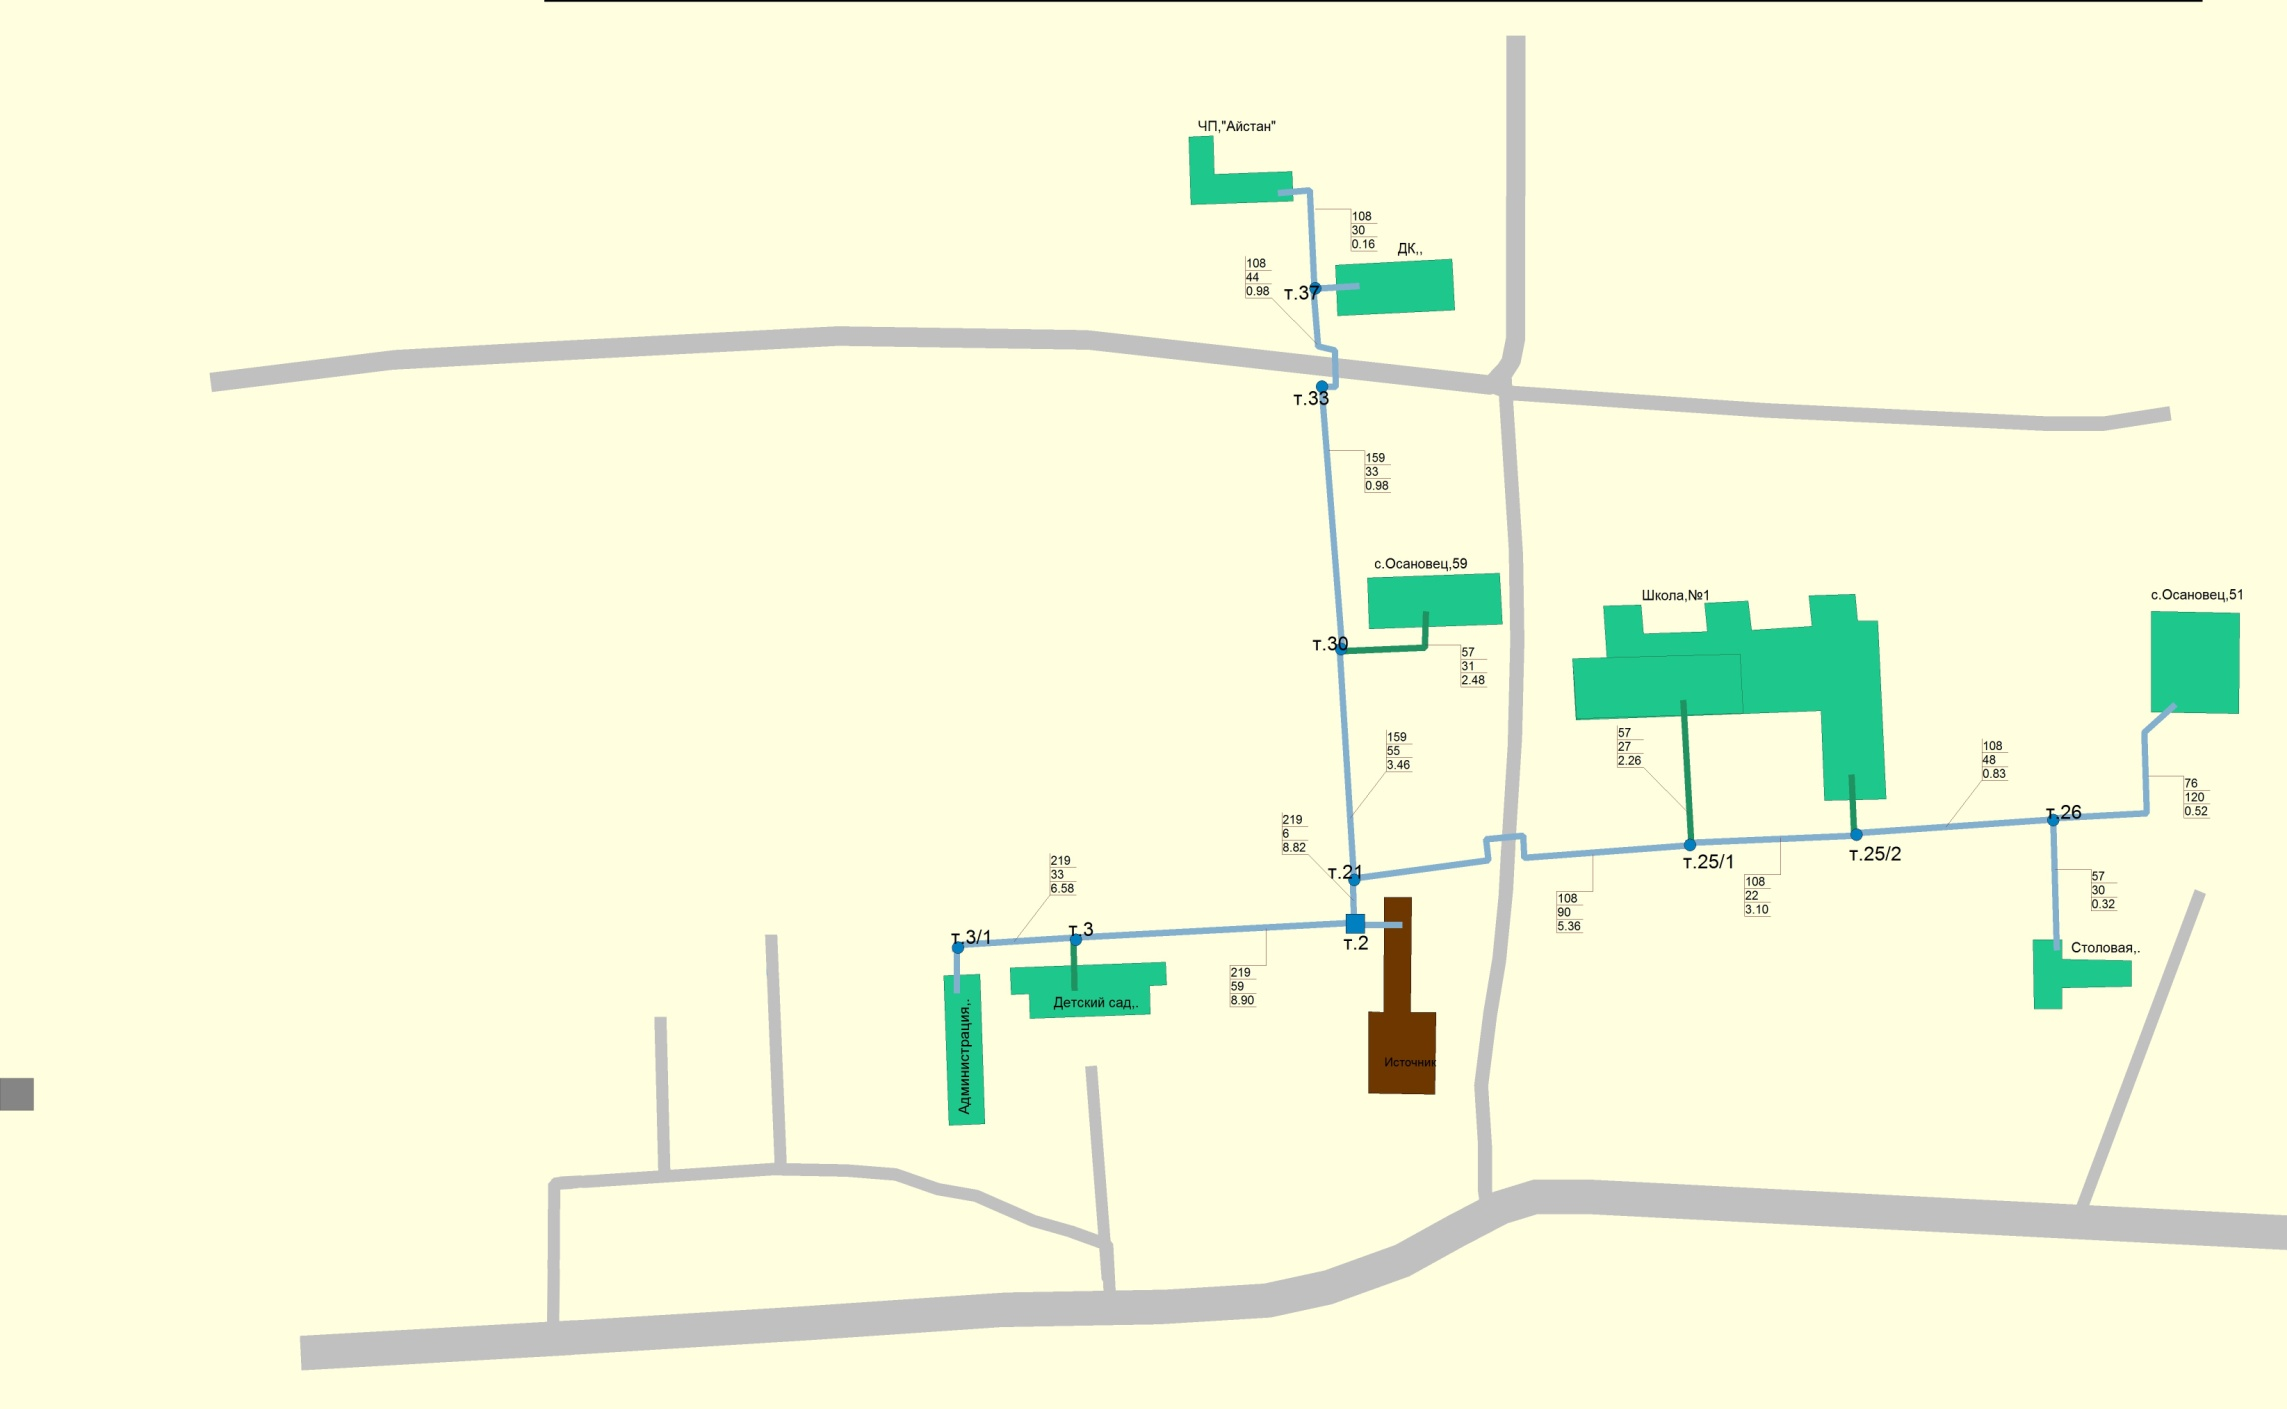 ЧП,"Айстан"
108
30
0.16
ДК,,
108
44
0.98
т.37
т.33
159
33
0.98
с.Осановец,59
т.30
57
31
2.48
Школа,№1
с.Осановец,51
57
27
2.26
159
55
3.46
108
48
0.83
76
120
0.52
219
6
8.82
т.26
т.21
т.25/1
т.25/2
219
33
6.58
108
22
3.10
57
30
0.32
108
90
5.36
т.3/1
т.3
т.2
Столовая,.
219
59
8.90
Детский сад,.
Администрация,.
Источник